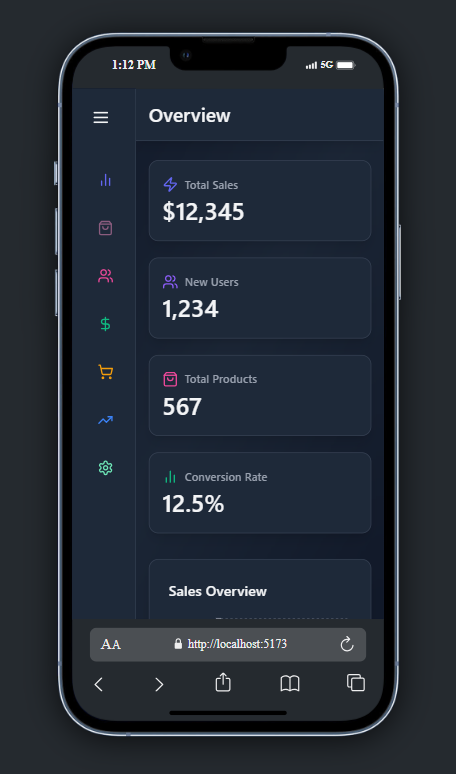 1:12 PM
5G
Overview
Total Sales
$12,345
New Users
1,234
Total Products
567
Conversion Rate
12.5%
Sales Overview
AA
http://localhost:5173